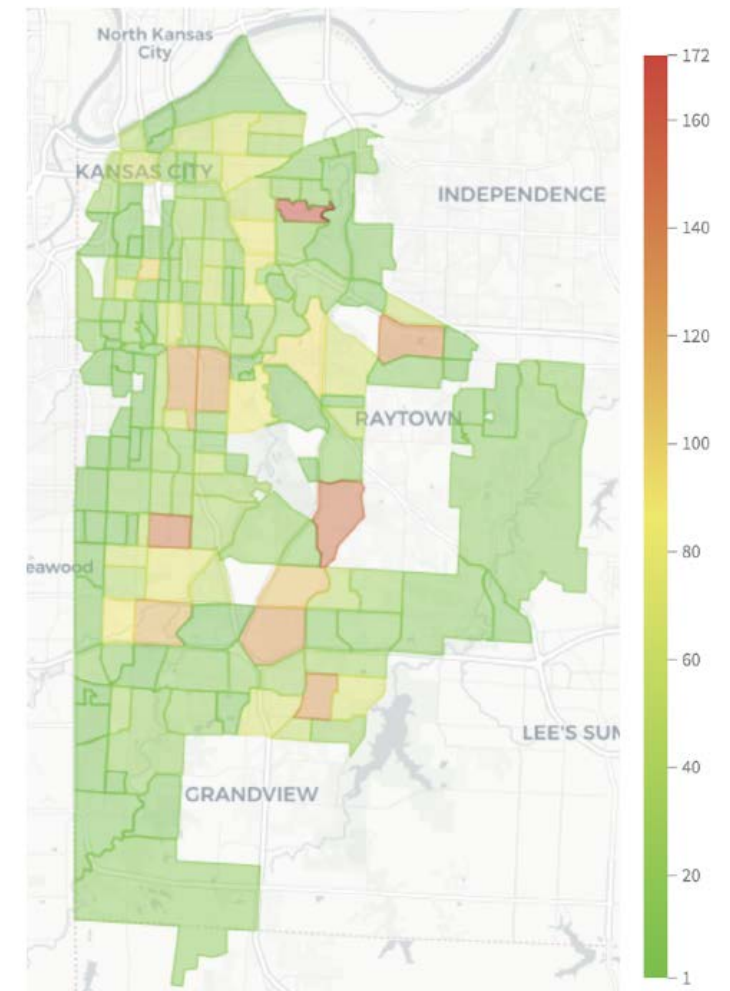 North Kansas
City
KANSAS CITY
INDEPENDENCE
RAYTOWN
eawood
LEE'S SUM
GRANDVIEW
172
160
140
120
100
80
60
40
20
1